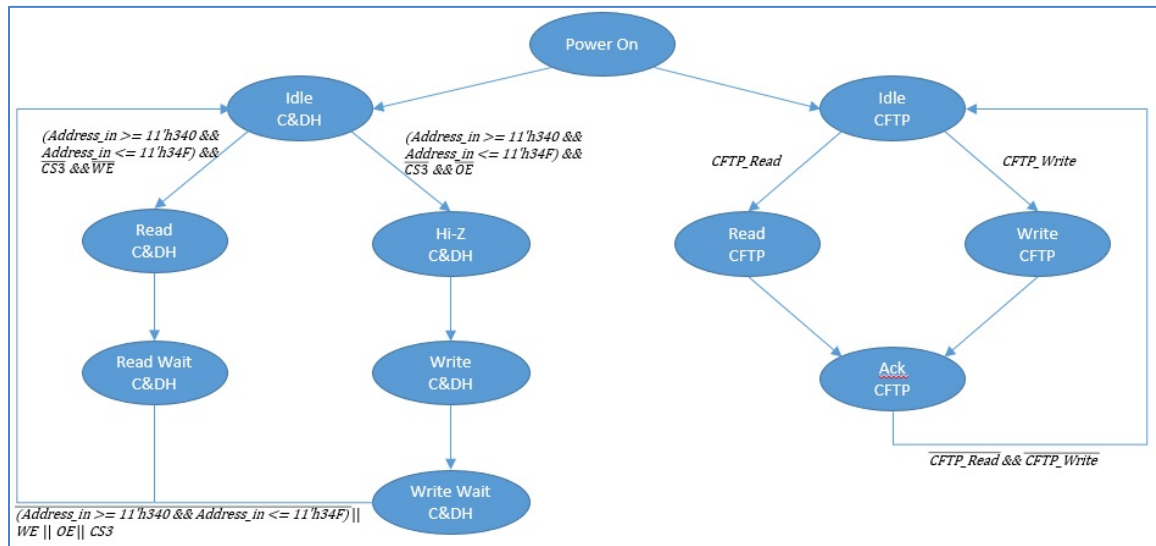 Power On
Idle
C&DH
Idle
CFTP
(Address_in >= 11'h340 &&
Address_in <= 11'h34F) &&
CS3 &&WE
(Address_in >= 11'h340 &&
Address_in <= 11'h34F) &&
CS3 &&OE
CFTP_Read
CFTP_Write
Read
C&DH
Hi-Z
C&DH
Read
CFTP
Write
CFTP
Read Wait
C&DH
Write
C&DH
Ack
CFTP
CFTP_Read && CFTP_Write
Write Wait
C&DH
(Address_in >= 11'h340 && Address_in <= 11'h34F) ||
WE || OE || CS3